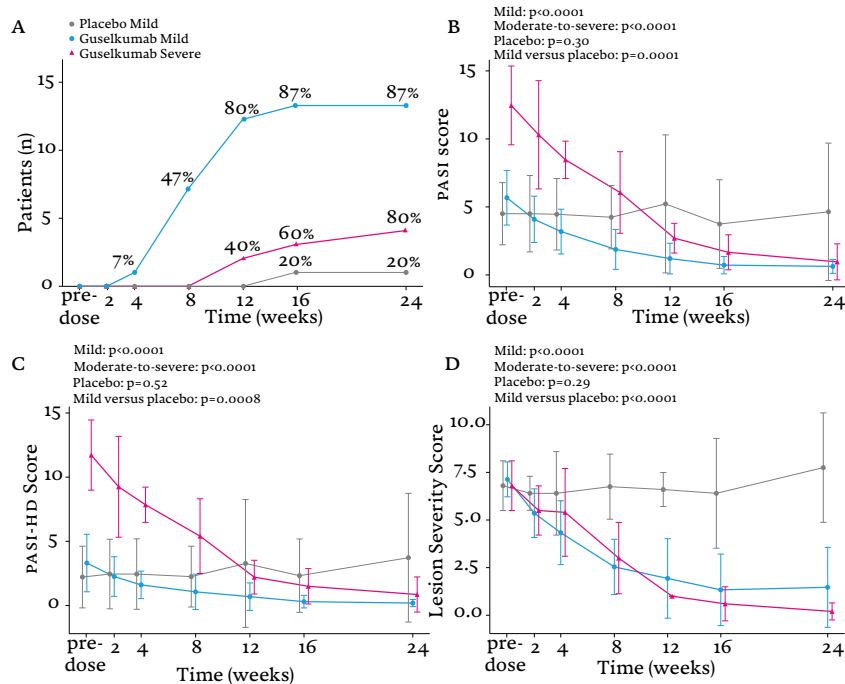 A
Placebo Mild
Guselkumab Mild
Guselkumab Severe
Patients (n)
15
10
5
0
7%
47%
80%
87%
87%
40%
60%
80%
20%
20%
pre-dose
2
4
8
12
16
24
Time (weeks)
B
Mild: p<0.0001
Moderate-to-severe: p<0.0001
Placebo: p=0.30
Mild versus placebo: p=0.0001
PASI score
15
10
5
0
pre-dose
2
4
8
12
16
24
Time (weeks)
C
Mild: p<0.0001
Moderate-to-severe: p<0.0001
Placebo: p=0.52
Mild versus placebo: p=0.0008
PASI-HD Score
15
10
5
0
pre-dose
2
4
8
12
16
24
Time (weeks)
D
Mild: p<0.0001
Moderate-to-severe: p<0.0001
Placebo: p=0.29
Mild versus placebo: p<0.0001
Lesion Severity Score
10.0
7.5
5.0
2.5
0.0
pre-dose
2
4
8
12
16
24
Time (weeks)